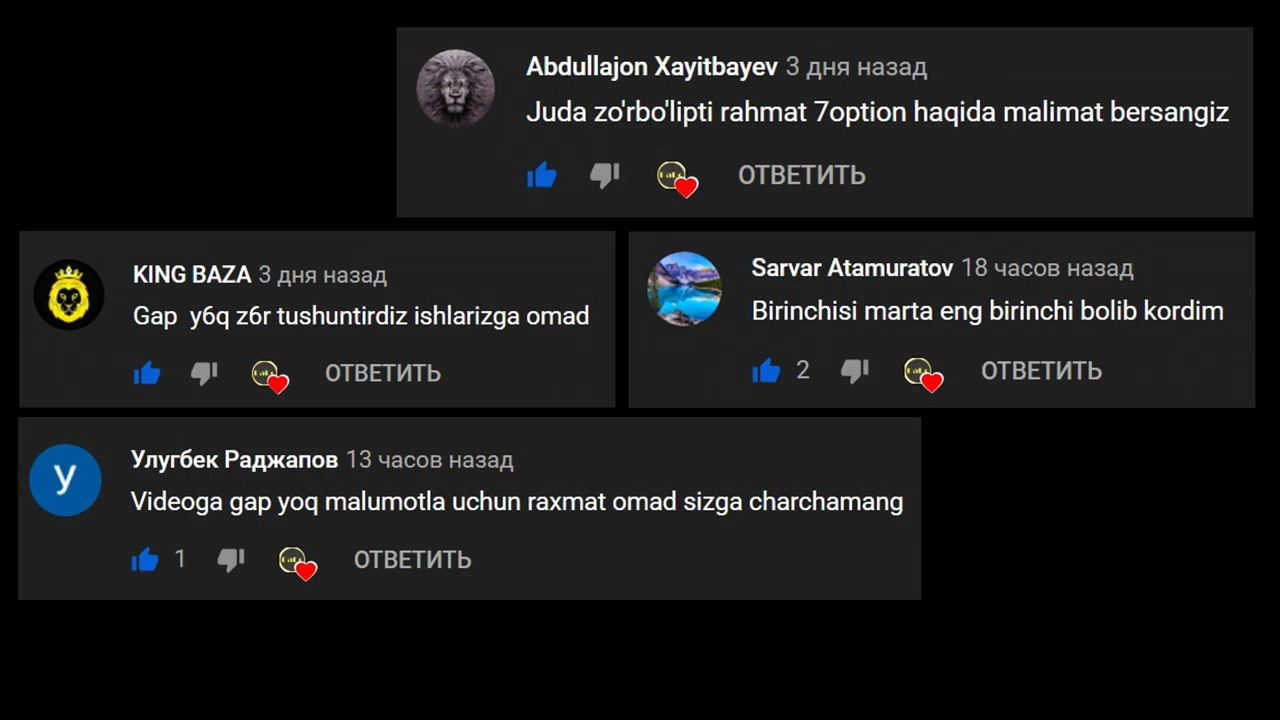 Abdullajon Xayitbayev 3 дня назад
Juda zo'rbo'lipti rahmat 7option haqida malimat bersangiz
ОТВЕТИТЬ
KING BAZA 3 дня назад
Gap y6q z6r tushuntirdiz ishlarizga omad
ОТВЕТИТЬ
Sarvar Atamuratov 18 часов назад
Birinchisi marta eng birinchi bolib kordim
2 ОТВЕТИТЬ
У
Улугбек Раджапов 13 часов назад
Videoga gap yoq malumotla uchun raxmat omad sizga charchamang
1 ОТВЕТИТЬ